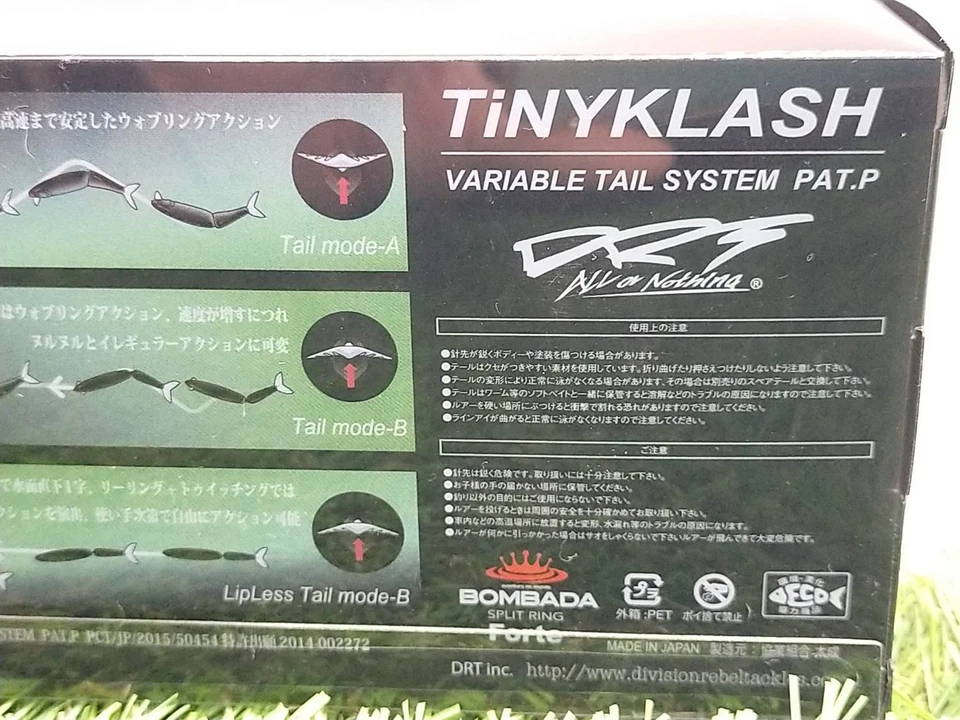 高速まで安定したウォブリングアクション
Tail mode-A
はウォブリングアクション、速度が増すにつれ
ヌルヌルとイレギュラーアクションに可変
Tail mode-B
で水面直下I字、リーリング+トゥイッチングでは
クションを演出、使い手次第で自由にアクション可能
LipLess Tail mode-B
STEM PAT.P PCT/JP/2015/50454 特許出願 2014-002272
TiNYKLASH
VARIABLE TAIL SYSTEM PAT.P
DRT
All or Nothing ®
使用上の注意
●針先が鋭くボディーや塗装を傷つける場合があります。
●テールはクセがつきやすい素材を使用しています。折り曲げたり押さえつけたりしないよう注意して下さい。
●テールの変形により正常に泳がなくなる場合があります、その場合は別売りのスペアテールと交換して下さい。
●テールはワーム等のソフトベイトと一緒に保管すると溶解などのトラブルの原因になりますので注意して下さい。
●ルアーを硬い場所にぶつけると衝撃で割れる恐れがありますので注意してください。
●ラインアイが曲がると正常に泳がなくなりますので注意してください。
ご注意
●針先は鋭く危険です。取り扱いには十分注意して下さい。
●お子様の手の届かない場所に保管してください。
●釣り以外の目的にはご使用にならないで下さい。
●ルアーを投げるときは周囲の安全を十分確かめてお取り扱い下さい。
●車内などの高温場所に放置すると変形、水漏れ等のトラブルの原因になります。
●ルアーが何かに引っかかった場合はサオをしゃくらないで下さいルアーが飛んできて大変危険です。
BOMBADA
SPLIT RING
Forte
プラ
外箱:PET
ポイ捨て禁止
環境・美化
DECO
協力商品
MADE IN JAPAN 製造元:協業組合-太成
DRT inc. http://www.divisionrebeltackles.co